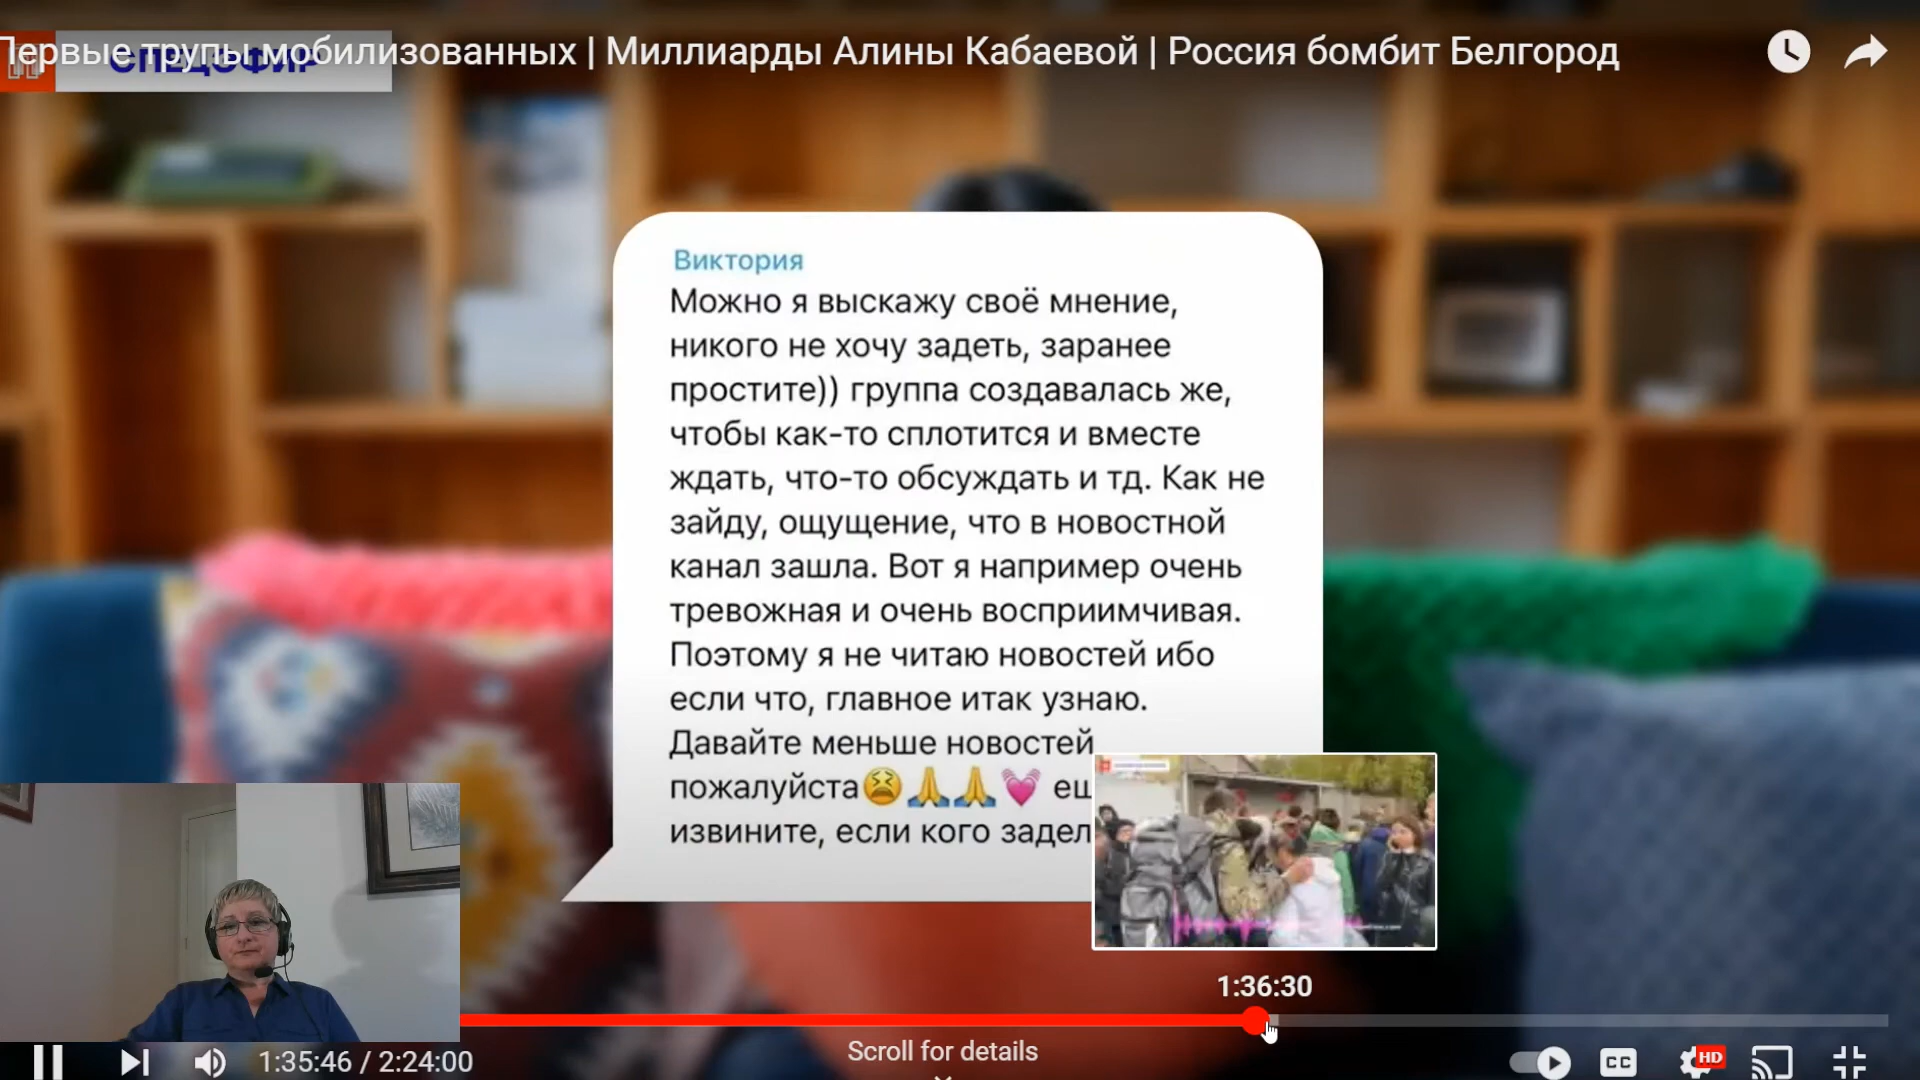 Первые трупы мобилизованных | Миллиарды Алины Кабаевой | Россия бомбит Белгород
СПЕЦЭФИР
Виктория
Можно я выскажу своё мнение,
никого не хочу задеть, заранее
простите)) группа создавалась же,
чтобы как-то сплотится и вместе
ждать, что-то обсуждать и тд. Как не
зайду, ощущение, что в новостной
канал зашла. Вот я например очень
тревожная и очень восприимчивая.
Поэтому я не читаю новостей ибо
если что, главное итак узнаю.
Давайте меньше новостей
пожалуйста😫🙏🙏💓
извините, если кого задел
1:36:30
1:35:46 / 2:24:00
Scroll for details
CC
HD